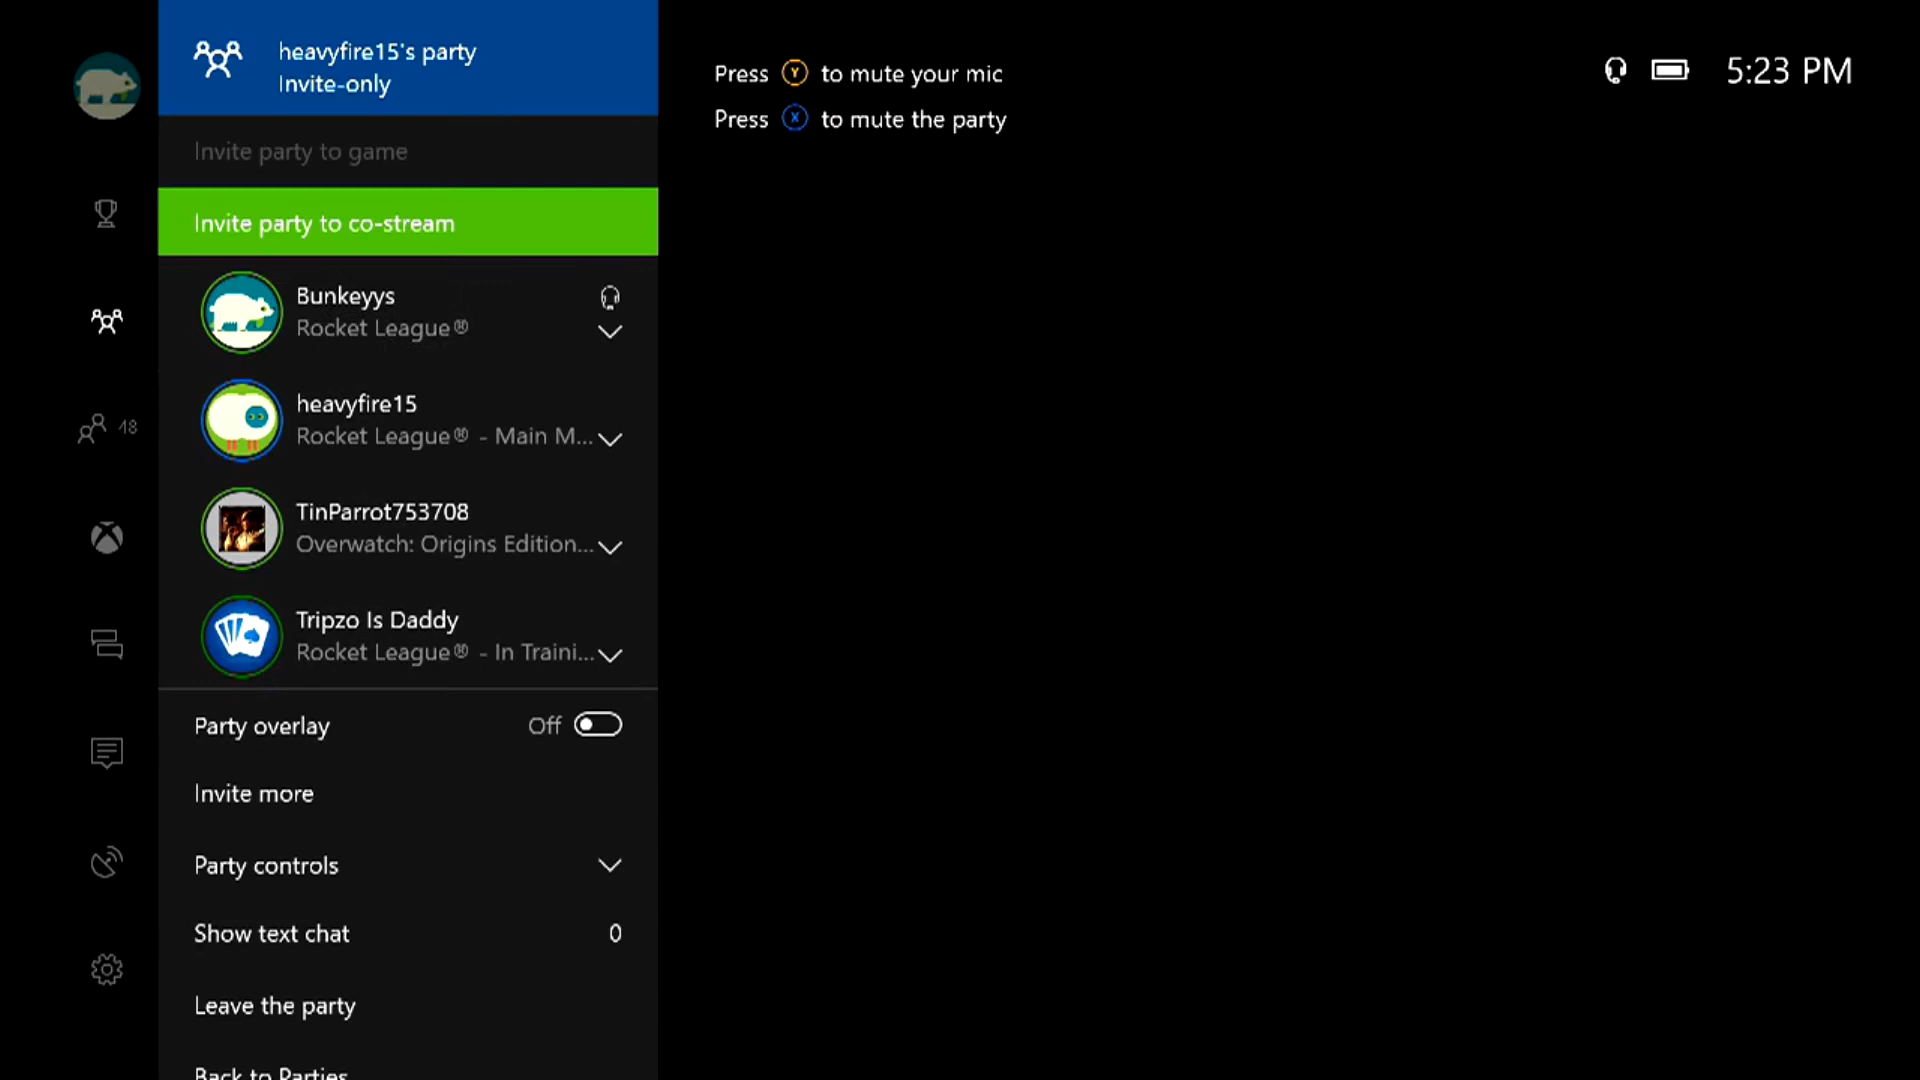 heavyfire15's party
Invite-only
Press Y to mute your mic
Press X to mute the party
5:23 PM
Invite party to game
Invite party to co-stream
Bunkeyys
Rocket League®
heavyfire15
Rocket League® - Main M...
48
TinParrot753708
Overwatch: Origins Edition...
Tripzo Is Daddy
Rocket League® - In Traini...
Party overlay Off
Invite more
Party controls
Show text chat 0
Leave the party
Back to Parties